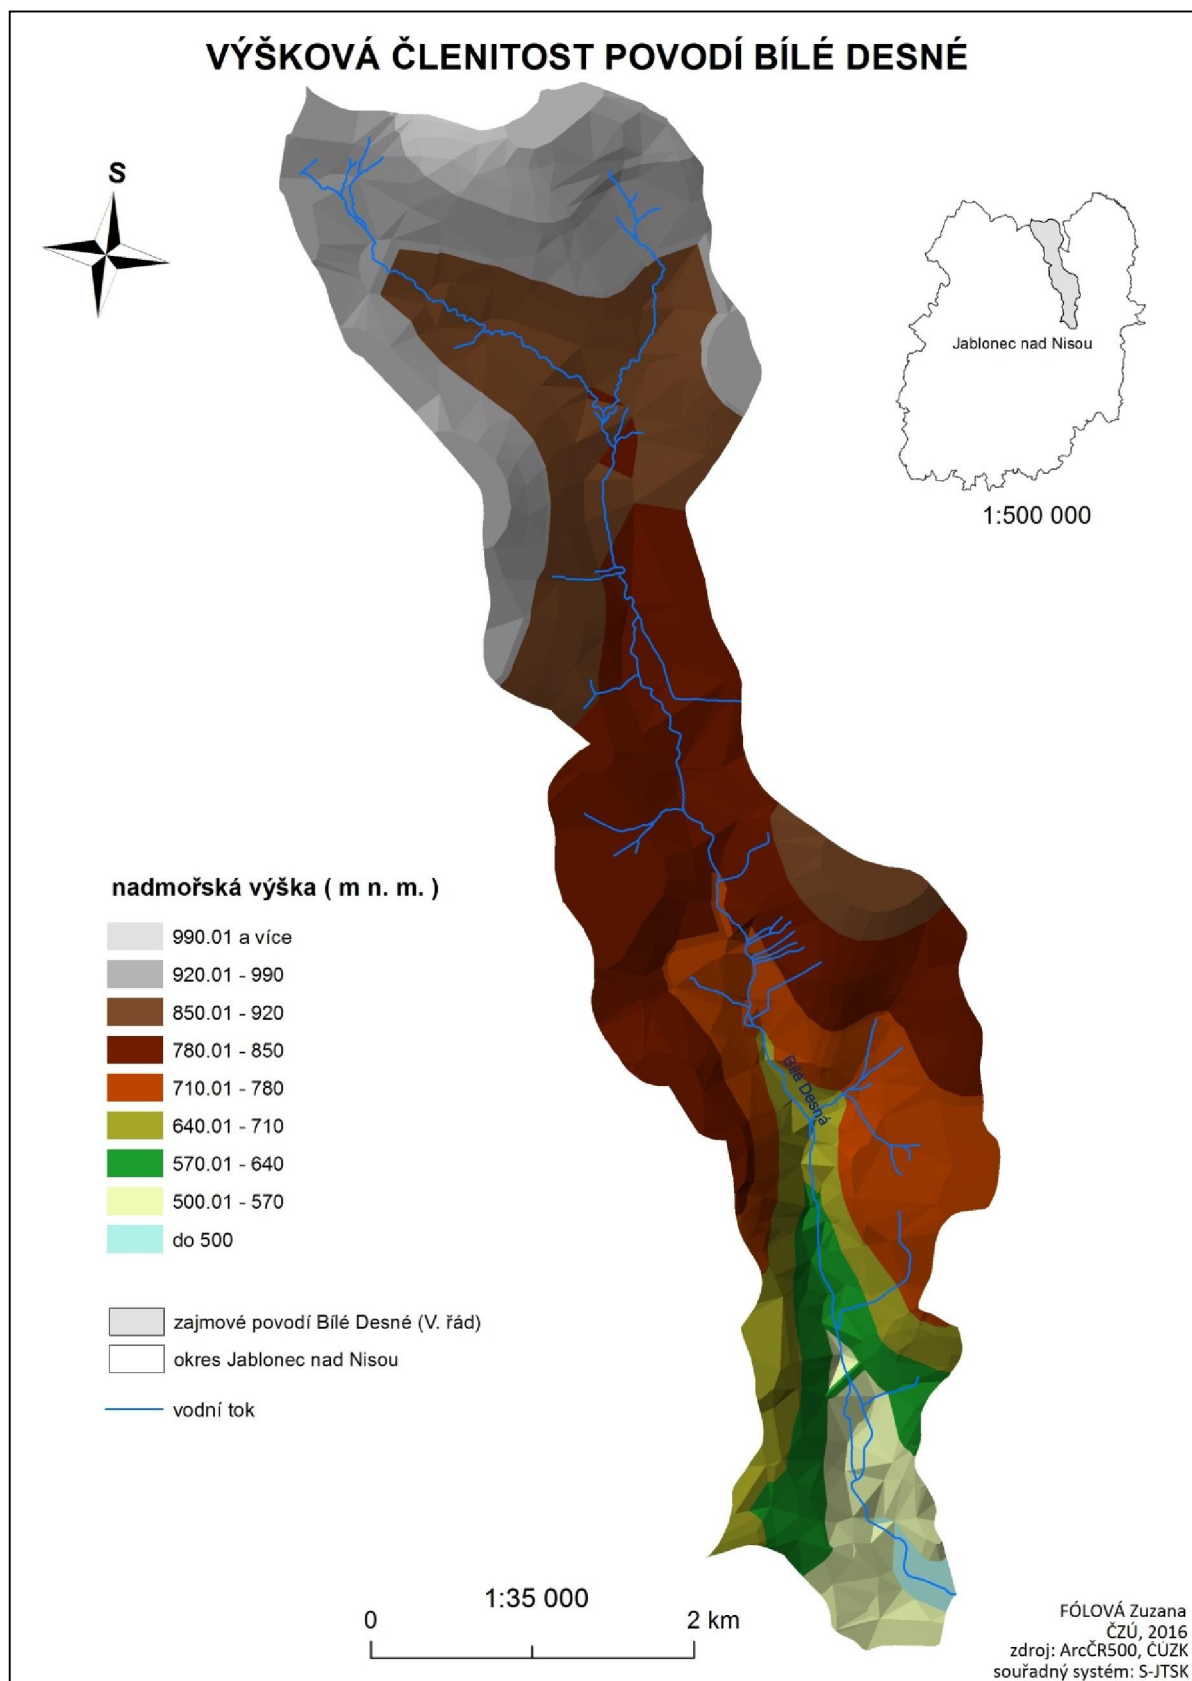 VÝŠKOVÁ ČLENITOST POVODÍ BÍLÉ DESNÉ
S
Jablonec nad Nisou
1:500 000
nadmořská výška ( m n. m. )
990.01 a více
920.01 - 990
850.01 - 920
780.01 - 850
710.01 - 780
640.01 - 710
570.01 - 640
500.01 - 570
do 500
zajmové povodí Bílé Desné (V. řád)
okres Jablonec nad Nisou
vodní tok
Bílá Desná
1:35 000
0 2 km
FÓLOVÁ Zuzana
ČZÚ, 2016
zdroj: ArcČR500, ČÚZK
souřadný systém: S-JTSK